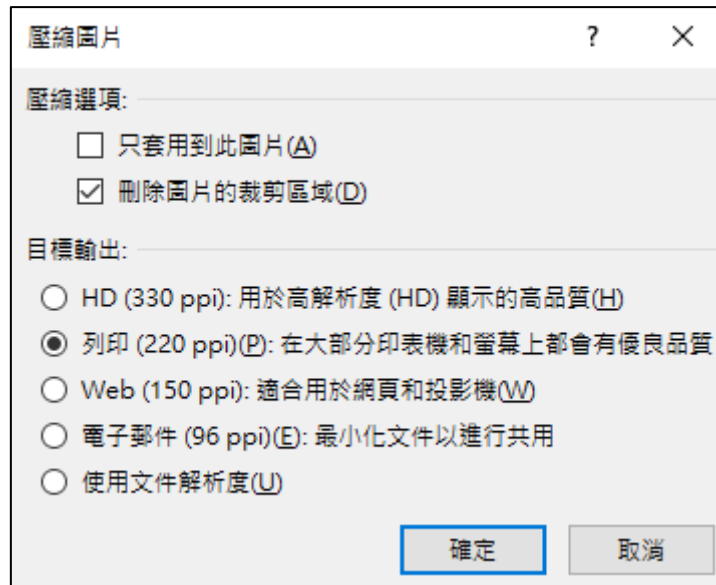 壓縮圖片
?
×
壓縮選項:
只套用到此圖片(A)
刪除圖片的裁剪區域(D)
目標輸出:
HD (330 ppi): 用於高解析度 (HD) 顯示的高品質(H)
列印 (220 ppi)(P): 在大部分印表機和螢幕上都會有優良品質
Web (150 ppi): 適合用於網頁和投影機(W)
電子郵件 (96 ppi)(E): 最小化文件以進行共用
使用文件解析度(U)
確定
取消